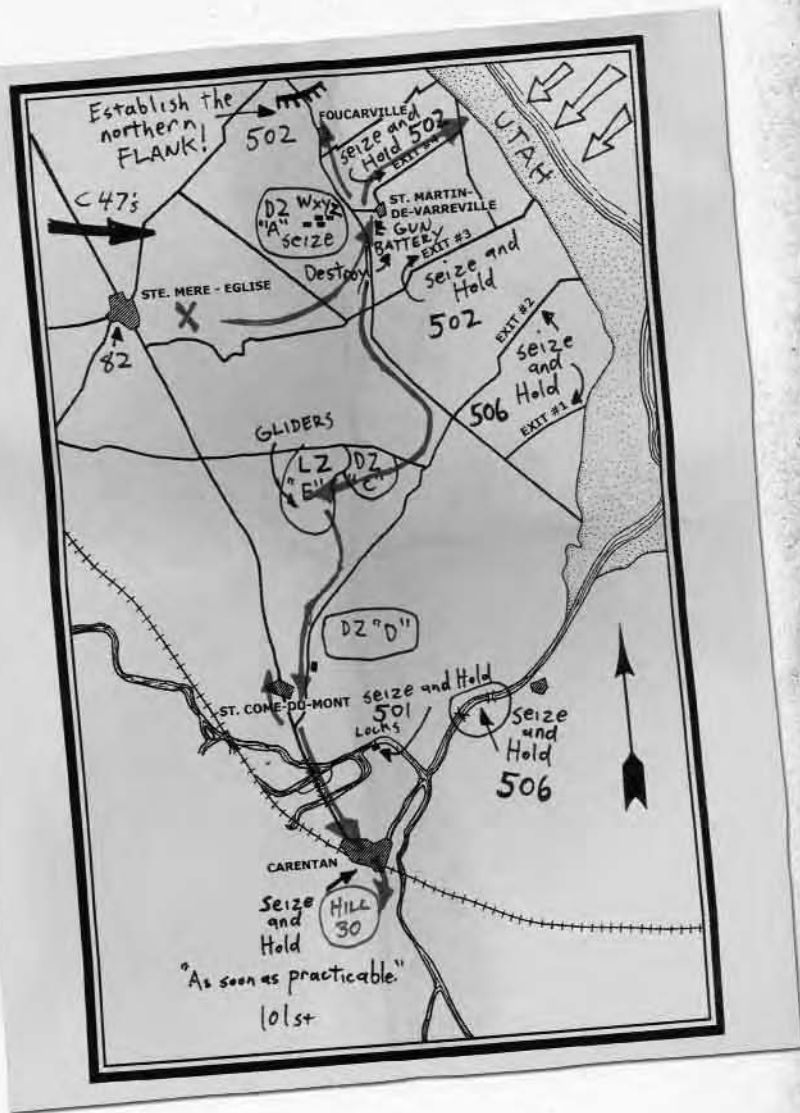 Establish the
northern
FLANK!
502
FOUCARVILLE
seize and
Hold 502
EXIT #4
UTAH
C 47's
DZ
"A"
WXYZ
seize
ST. MARTIN-
DE-VARREVILLE
GUN
BATTERY
Destroy
EXIT #3
seize and
Hold
502
STE. MERE - EGLISE
X
82
EXIT #2
seize
and
Hold
506
EXIT #1
GLIDERS
LZ
"E"
DZ
"C"
DZ "D"
ST. COME-DU-MONT
seize and Hold
501
LOCKS
seize
and
Hold
506
CARENTAN
Seize
and
Hold
HILL
30
"As soon as practicable."
101st